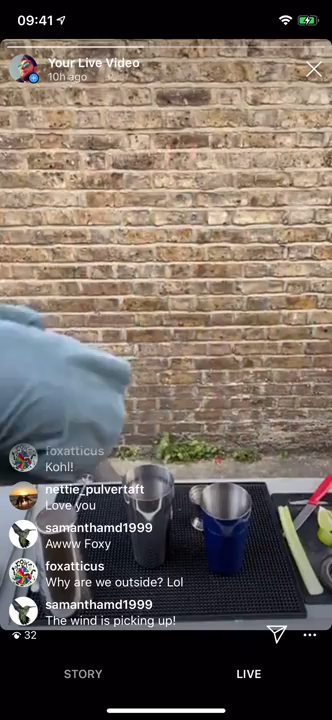 09:41
Your Live Video
10h ago
foxatticus
Kohl!
nettie_pulvertaft
Love you
samanthamd1999
Awww Foxy
foxatticus
Why are we outside? Lol
samanthamd1999
The wind is picking up!
32
STORY
LIVE